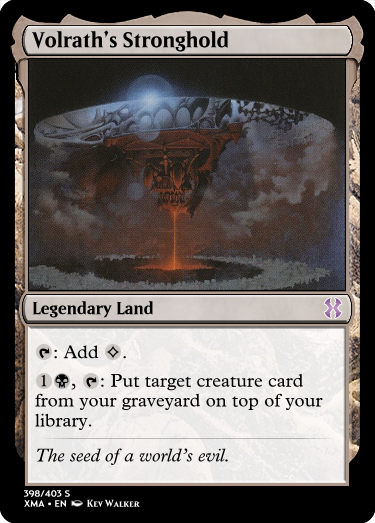 Volrath's Stronghold
Legendary Land
: Add .
1 , : Put target creature card
from your graveyard on top of your
library.
The seed of a world's evil.
398/403 S
XMA • EN Kev Walker